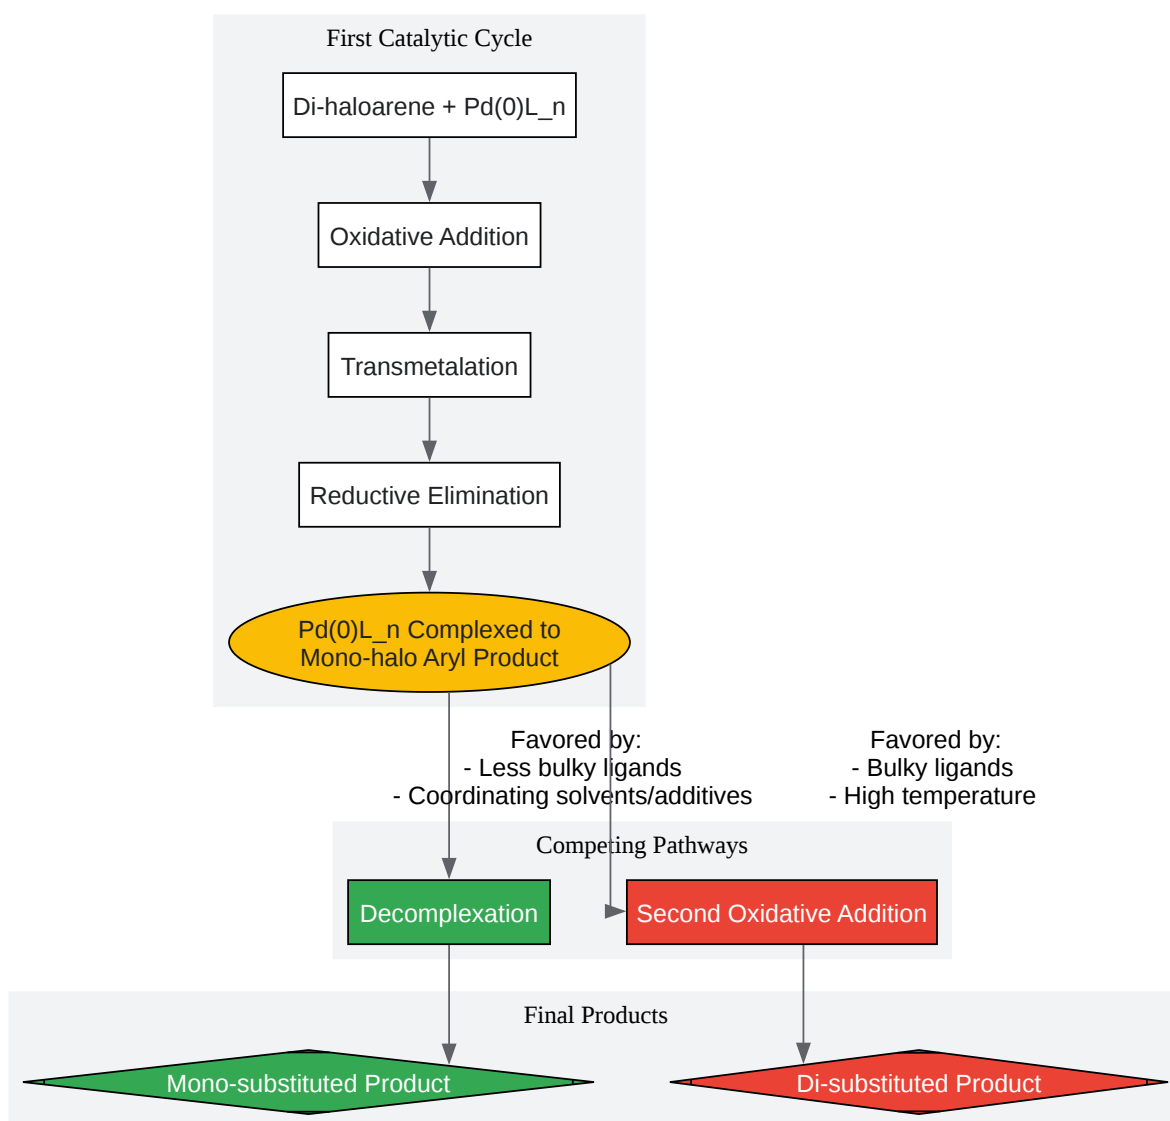 First Catalytic Cycle
Di-haloarene + Pd(0)L_n
Oxidative Addition
Transmetalation
Reductive Elimination
Pd(0)L_n Complexed to
Mono-halo Aryl Product
Favored by:
- Less bulky ligands
- Coordinating solvents/additives
Favored by:
- Bulky ligands
- High temperature
Competing Pathways
Decomplexation
Second Oxidative Addition
Final Products
Mono-substituted Product
Di-substituted Product